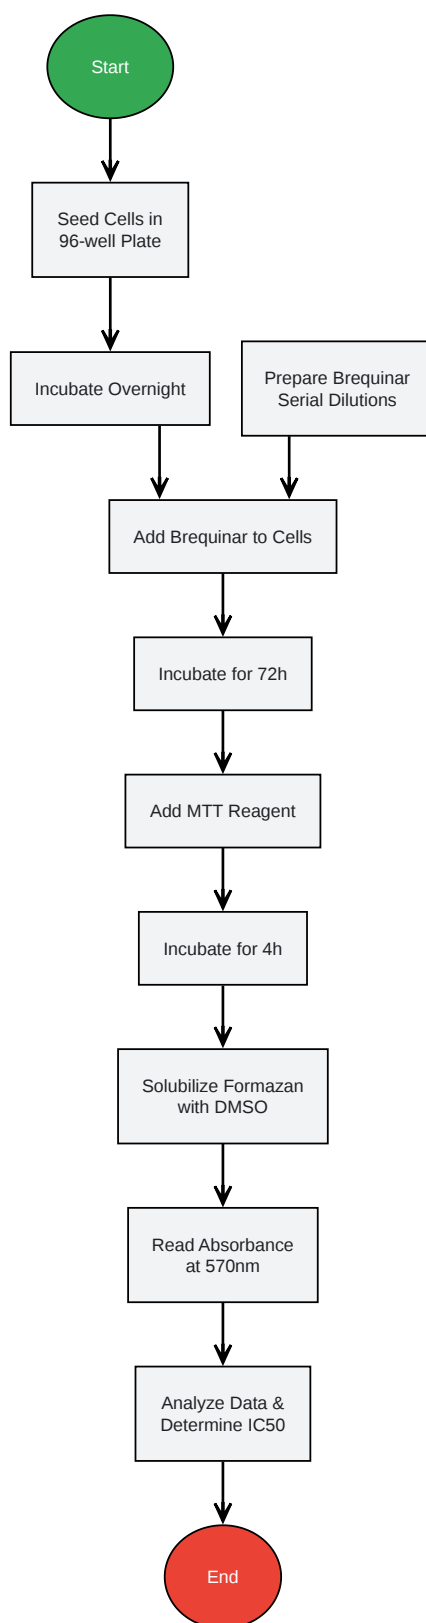 Start
Seed Cells in
96-well Plate
Incubate Overnight
Prepare Brequinar
Serial Dilutions
Add Brequinar to Cells
Incubate for 72h
Add MTT Reagent
Incubate for 4h
Solubilize Formazan
with DMSO
Read Absorbance
at 570nm
Analyze Data &
Determine IC50
End